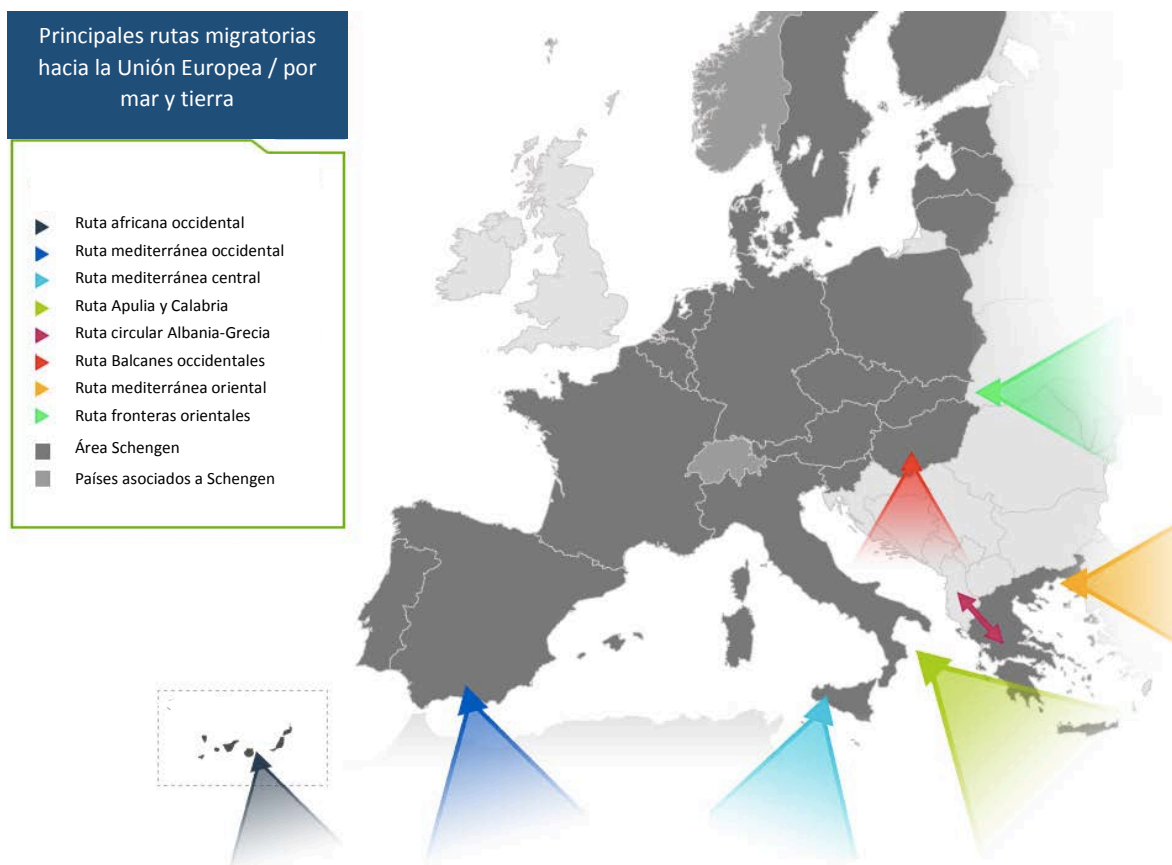 Principales rutas migratorias
hacia la Unión Europea / por
mar y tierra
Ruta africana occidental
Ruta mediterránea occidental
Ruta mediterránea central
Ruta Apulia y Calabria
Ruta circular Albania-Grecia
Ruta Balcanes occidentales
Ruta mediterránea oriental
Ruta fronteras orientales
Área Schengen
Países asociados a Schengen